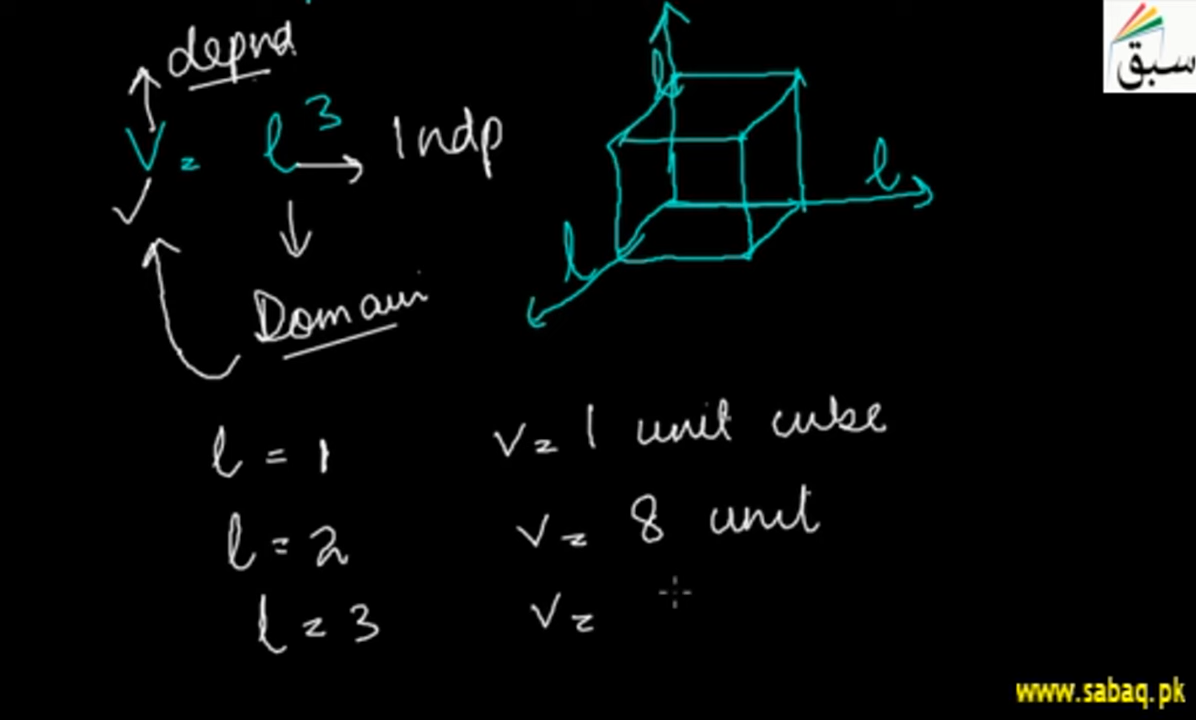 depnd
V = l³ Indp
Domain
l
l
l
l = 1 V = 1 unit cube
l = 2 V = 8 unit
l = 3 V =
سبق
www.sabaq.pk